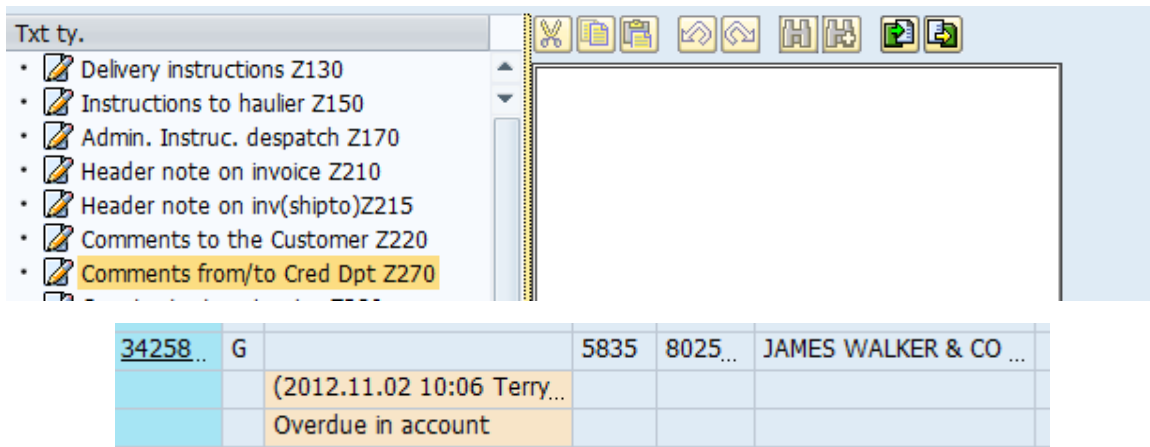 Txt ty.
Delivery instructions Z130
Instructions to haulier Z150
Admin. Instruc. despatch Z170
Header note on invoice Z210
Header note on inv(shipto)Z215
Comments to the Customer Z220
Comments from/to Cred Dpt Z270
34258... G 5835 8025... JAMES WALKER & CO ...
(2012.11.02 10:06 Terry...
Overdue in account